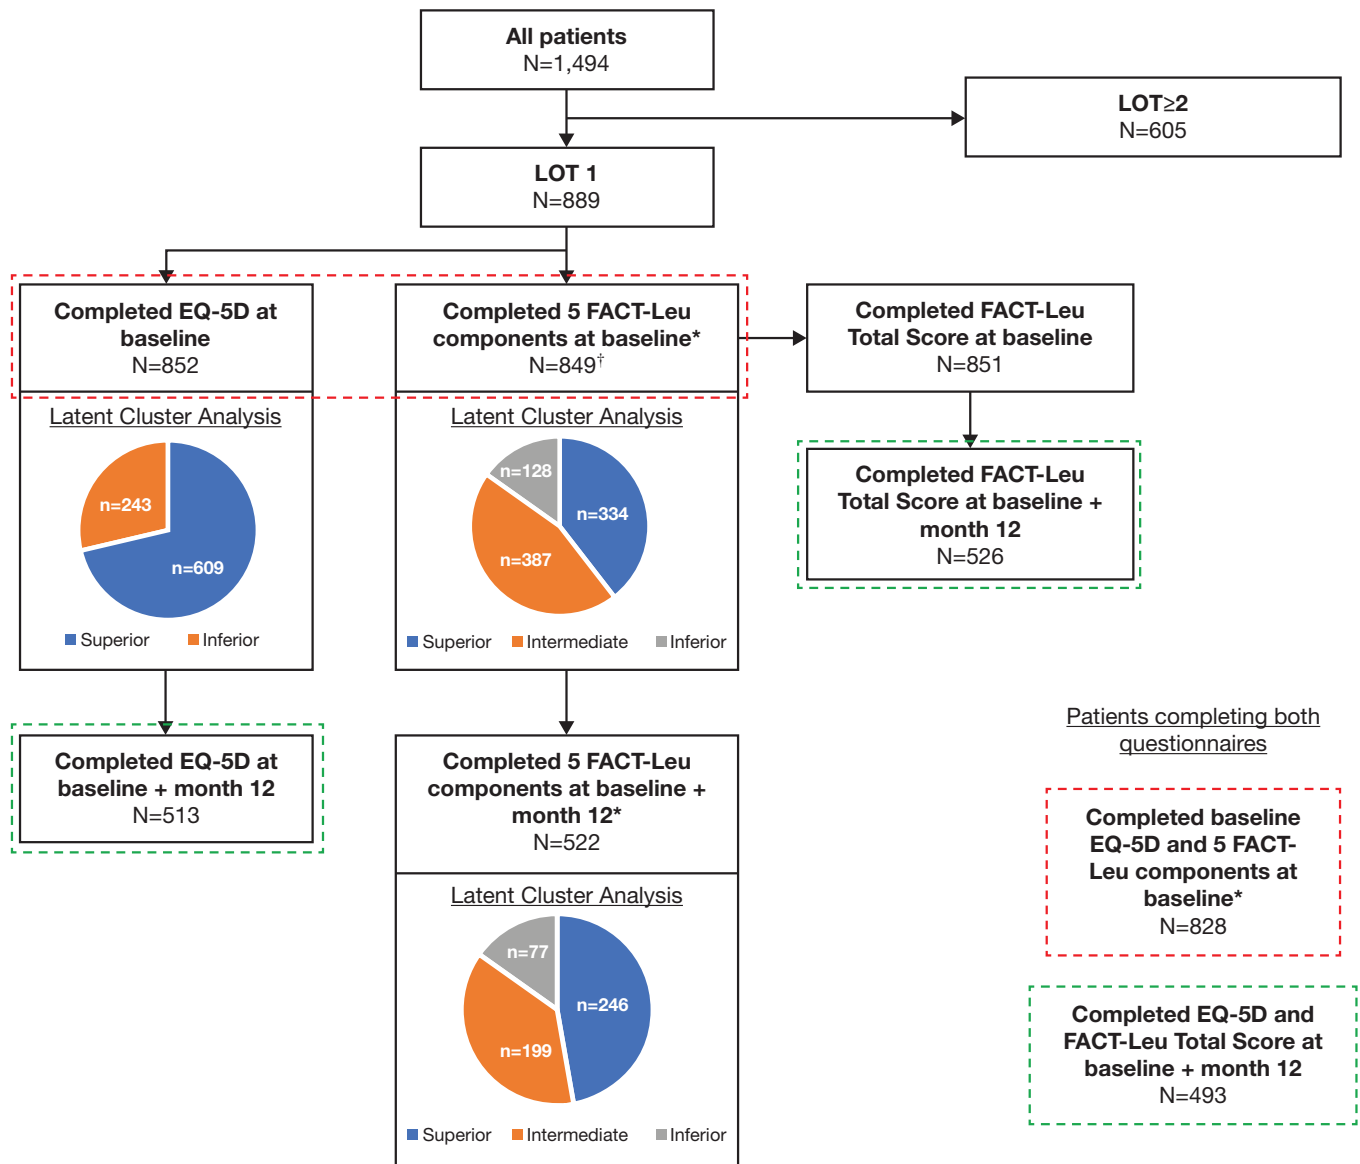 All patients
N=1,494
LOT≥2
N=605
LOT 1
N=889
Completed EQ-5D at
baseline
N=852
Latent Cluster Analysis
n=243
n=609
Superior
Inferior
Completed 5 FACT-Leu
components at baseline*
N=849†
Latent Cluster Analysis
n=128
n=334
n=387
Superior
Intermediate
Inferior
Completed FACT-Leu
Total Score at baseline
N=851
Completed FACT-Leu
Total Score at baseline +
month 12
N=526
Completed EQ-5D at
baseline + month 12
N=513
Completed 5 FACT-Leu
components at baseline +
month 12*
N=522
Latent Cluster Analysis
n=77
n=246
n=199
Superior
Intermediate
Inferior
Patients completing both
questionnaires
Completed baseline
EQ-5D and 5 FACT-
Leu components at
baseline*
N=828
Completed EQ-5D and
FACT-Leu Total Score at
baseline + month 12
N=493